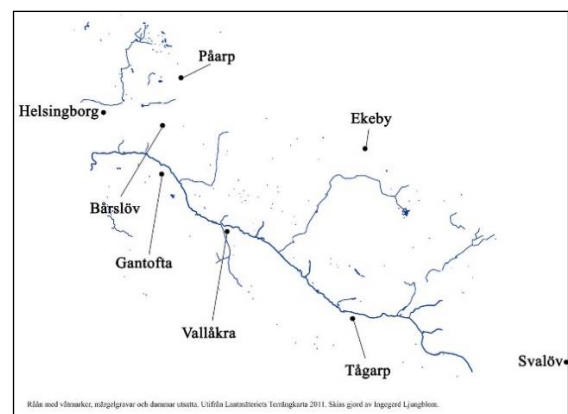 Påarp
Helsingborg
Ekeby
Bårslöv
Gantofta
Vallåkra
Tågarp
Svalöv
Råån med våtmarker, märgelgravar och dammar utsatta. Utifrån Lantmäteriets Terrängkarta 2011. Skiss gjord av Ingegerd Ljungblom.